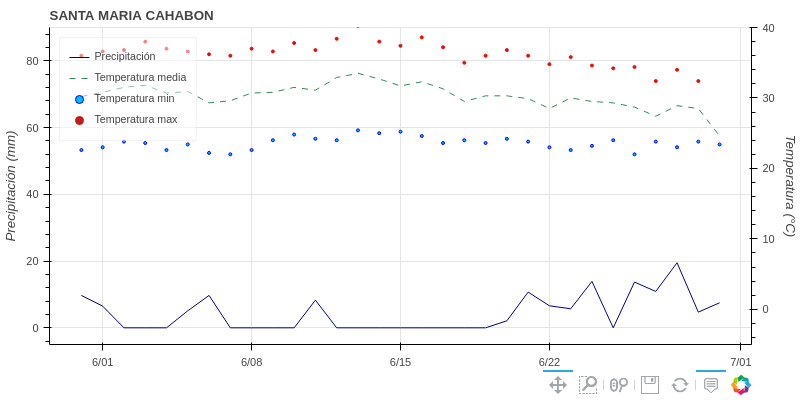 SANTA MARIA CAHABON
Precipitación
Temperatura media
Temperatura min
Temperatura max
Precipitación (mm)
80
60
40
20
0
Temperatura (°C)
40
30
20
10
0
6/01
6/08
6/15
6/22
7/01